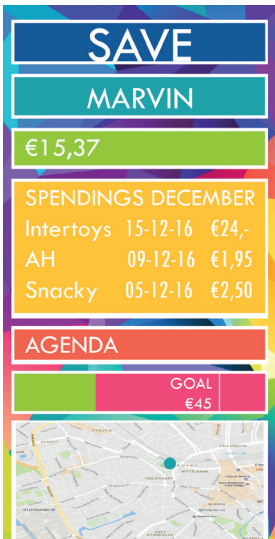 SAVE
MARVIN
€15,37
SPENDINGS DECEMBER
Intertoys 15-12-16 €24,-
AH 09-12-16 €1,95
Snacky 05-12-16 €2,50
AGENDA
GOAL
€45